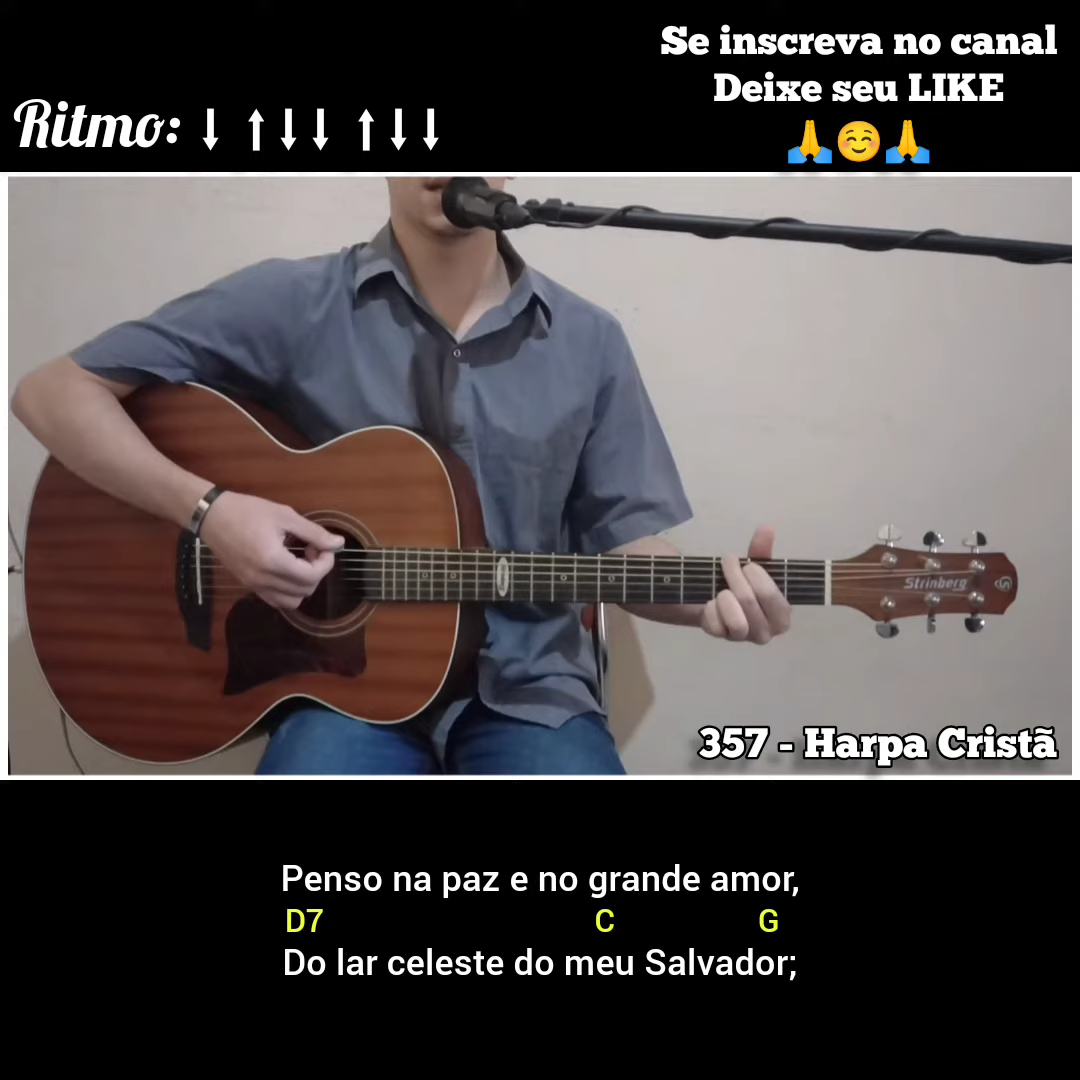 Se inscreva no canal
Deixe seu LIKE
🙏☺️🙏
Ritmo: ↓ ↑↓↓ ↑↓↓
Strinberg
357 - Harpa Cristã
Penso na paz e no grande amor,
D7 C G
Do lar celeste do meu Salvador;